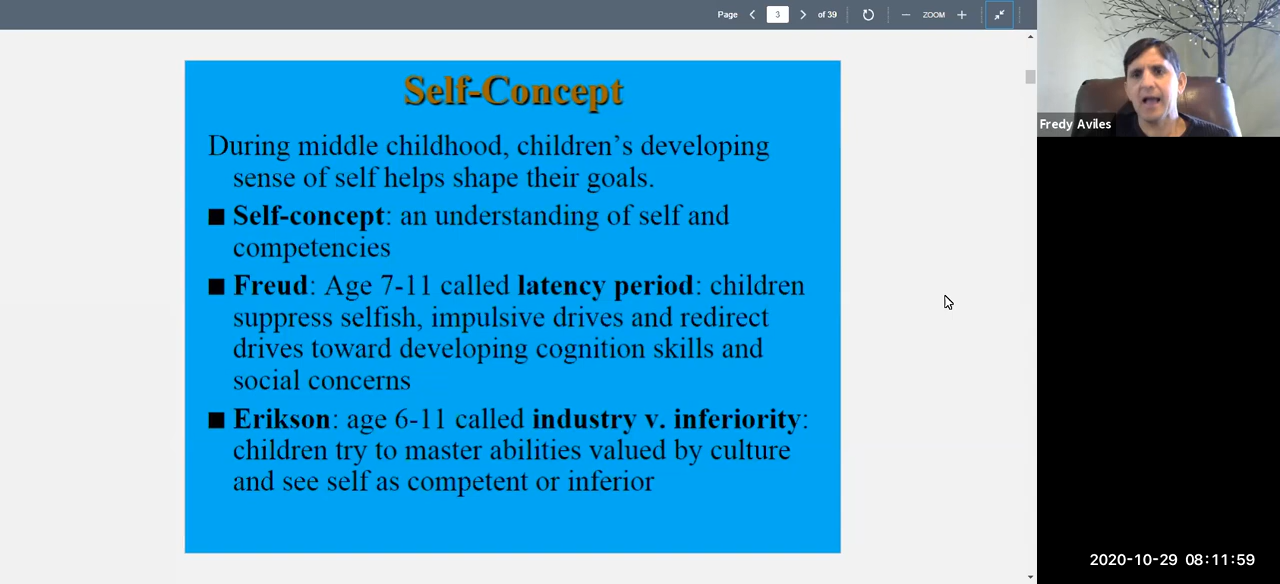 Page 3 of 39 ZOOM
Self-Concept
During middle childhood, children’s developing
sense of self helps shape their goals.
■ Self-concept: an understanding of self and
competencies
■ Freud: Age 7-11 called latency period: children
suppress selfish, impulsive drives and redirect
drives toward developing cognition skills and
social concerns
■ Erikson: age 6-11 called industry v. inferiority:
children try to master abilities valued by culture
and see self as competent or inferior
Fredy Aviles
2020-10-29 08:11:59